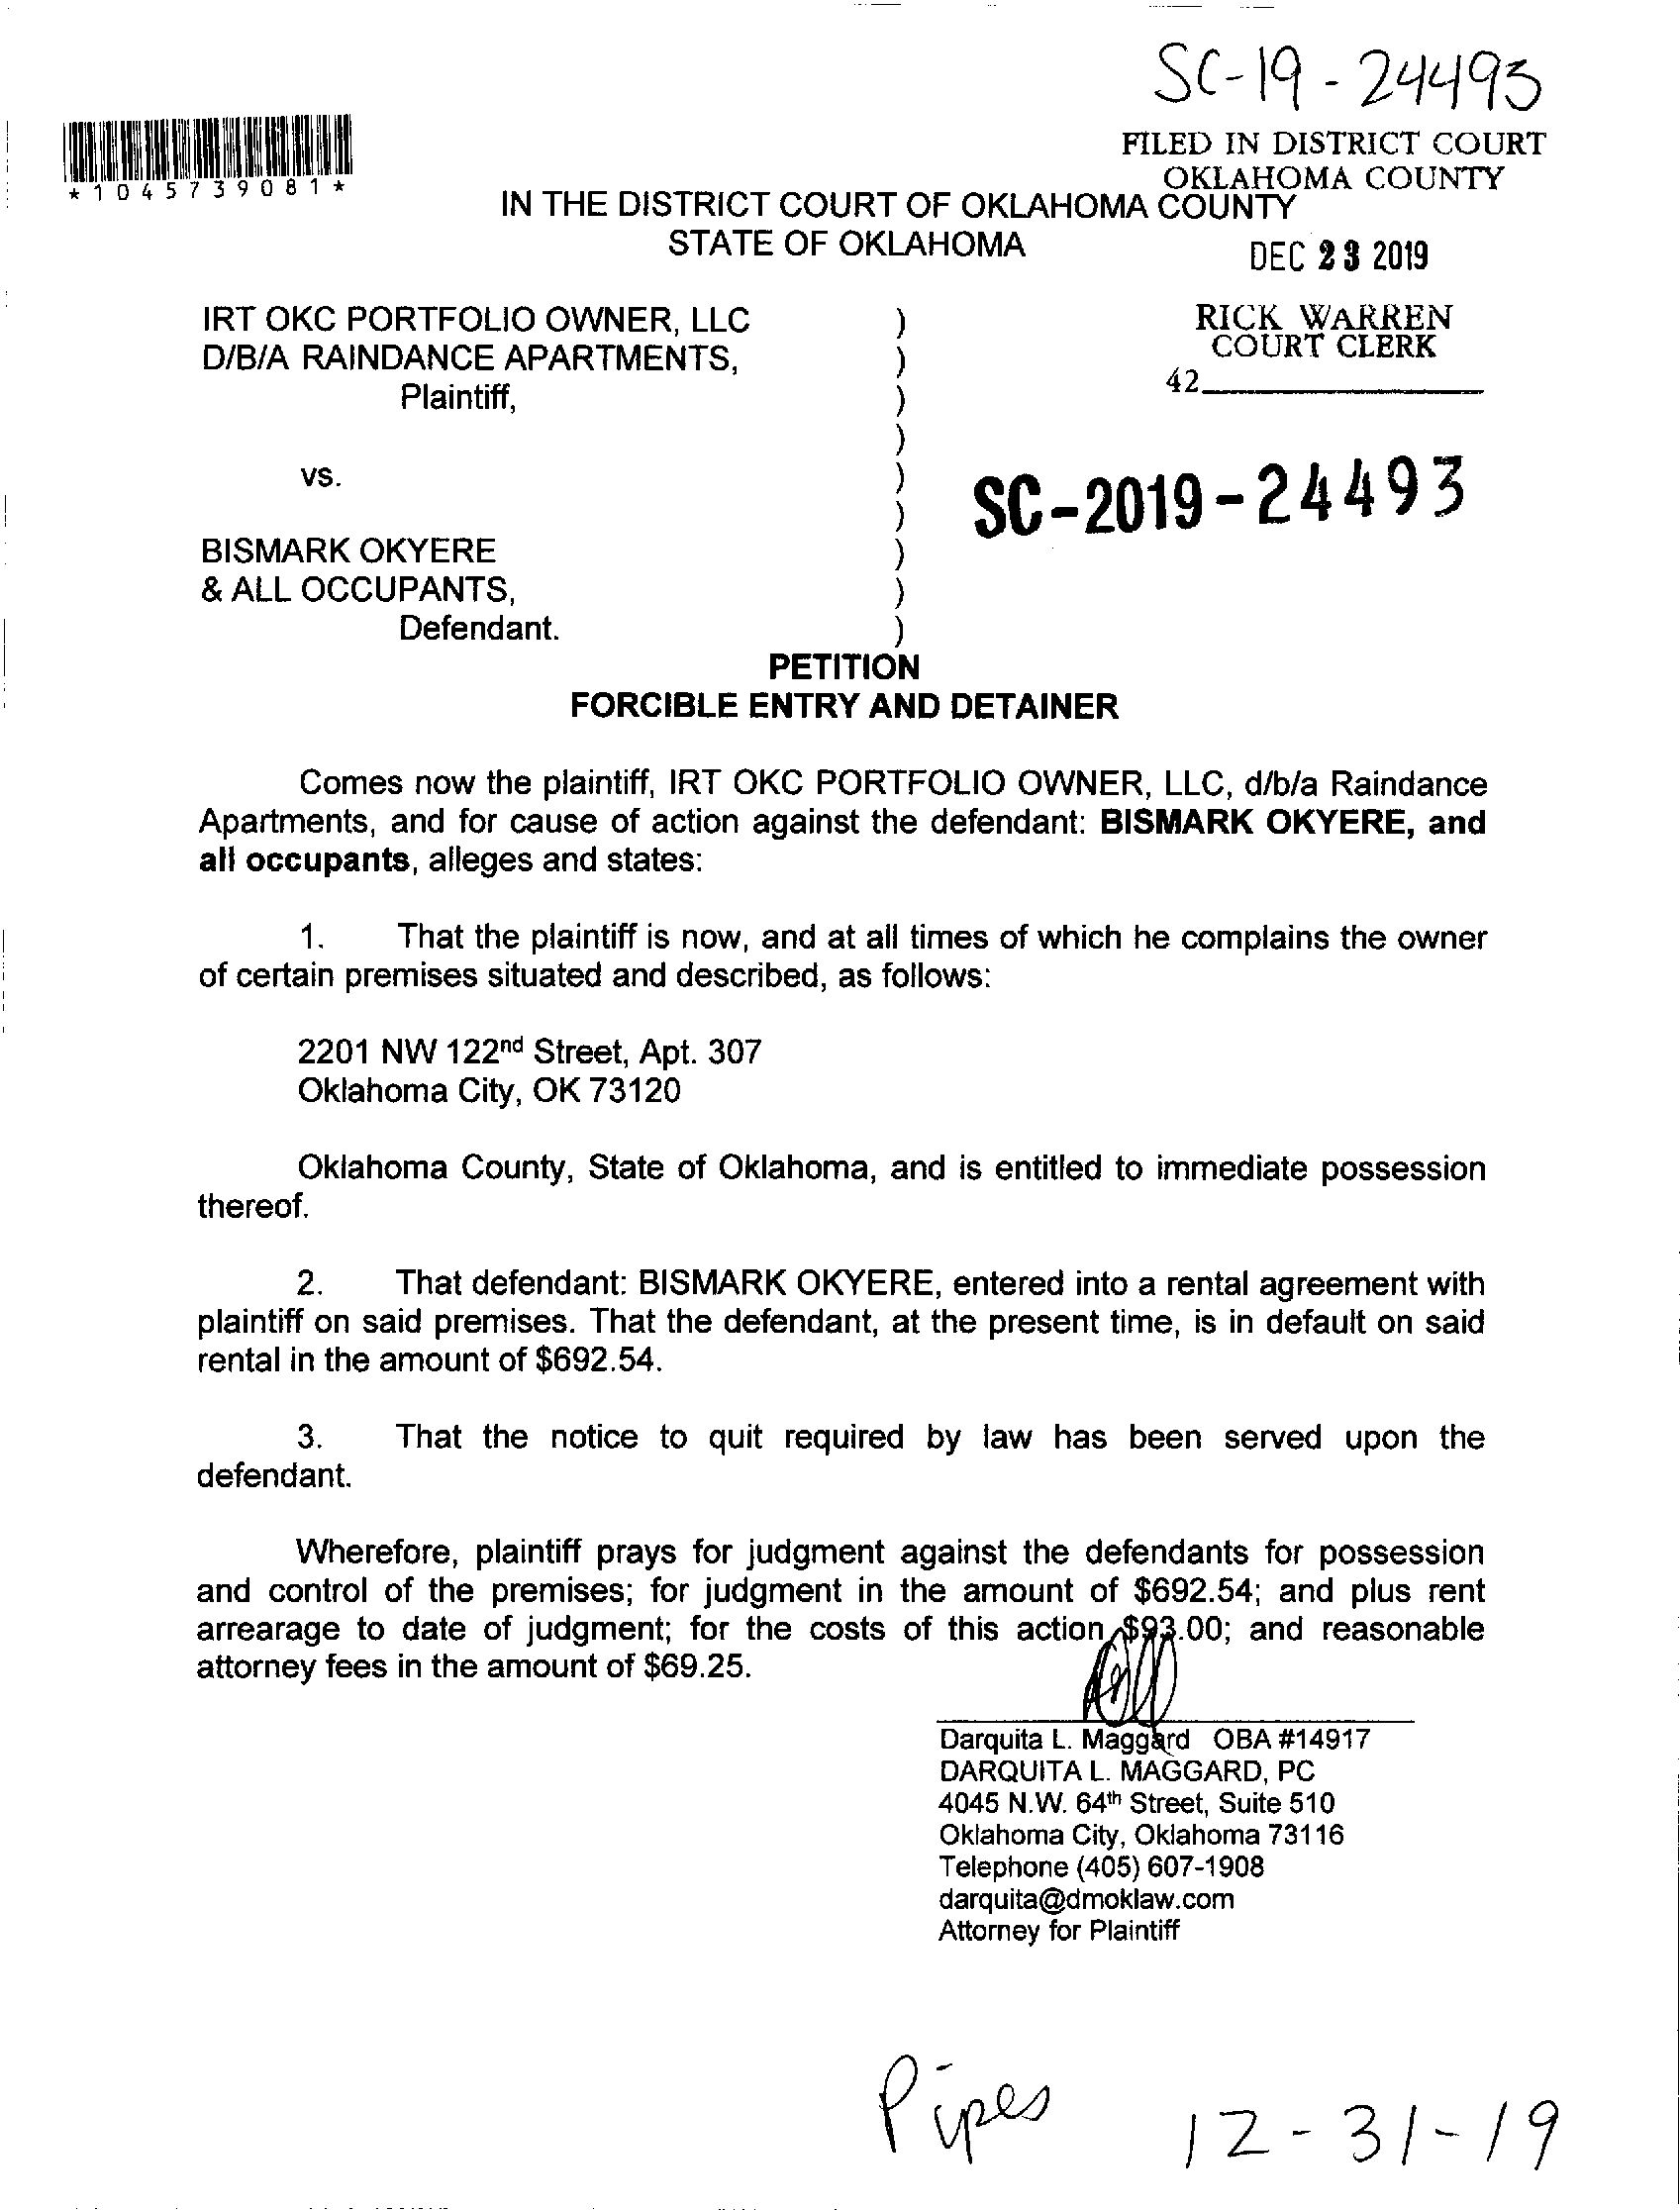 SC-19-24493
FILED IN DISTRICT COURT
OKLAHOMA COUNTY
*1045739081*
IN THE DISTRICT COURT OF OKLAHOMA COUNTY
STATE OF OKLAHOMA
DEC 23 2019
IRT OKC PORTFOLIO OWNER, LLC )
D/B/A RAINDANCE APARTMENTS, )
Plaintiff, )
)
RICK WARREN
COURT CLERK
42
vs. )
)
SC-2019-24493
BISMARK OKYERE )
& ALL OCCUPANTS, )
Defendant. )
PETITION
FORCIBLE ENTRY AND DETAINER
Comes now the plaintiff, IRT OKC PORTFOLIO OWNER, LLC, d/b/a Raindance
Apartments, and for cause of action against the defendant: BISMARK OKYERE, and
all occupants, alleges and states:
1. That the plaintiff is now, and at all times of which he complains the owner
of certain premises situated and described, as follows:
2201 NW 122nd Street, Apt. 307
Oklahoma City, OK 73120
Oklahoma County, State of Oklahoma, and is entitled to immediate possession
thereof.
2. That defendant: BISMARK OKYERE, entered into a rental agreement with
plaintiff on said premises. That the defendant, at the present time, is in default on said
rental in the amount of $692.54.
3. That the notice to quit required by law has been served upon the
defendant.
Wherefore, plaintiff prays for judgment against the defendants for possession
and control of the premises; for judgment in the amount of $692.54; and plus rent
arrearage to date of judgment; for the costs of this action $93.00; and reasonable
attorney fees in the amount of $69.25.
Darquita L. Maggard OBA #14917
DARQUITA L. MAGGARD, PC
4045 N.W. 64th Street, Suite 510
Oklahoma City, Oklahoma 73116
Telephone (405) 607-1908
darquita@dmoklaw.com
Attorney for Plaintiff
Pipes 12-31-19